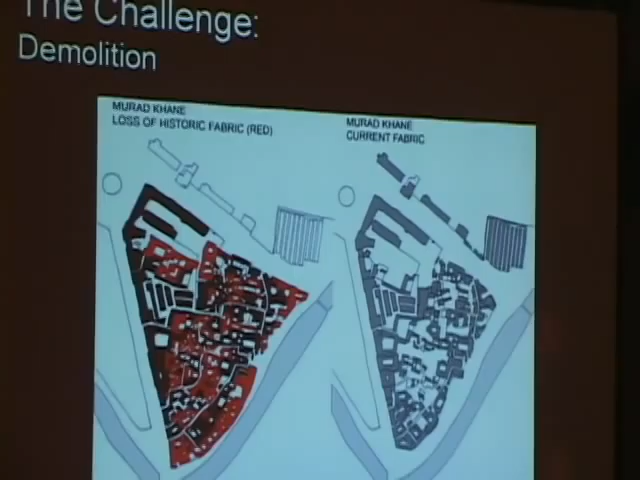 The Challenge:
Demolition
MURAD KHANE
LOSS OF HISTORIC FABRIC (RED)
MURAD KHANE
CURRENT FABRIC